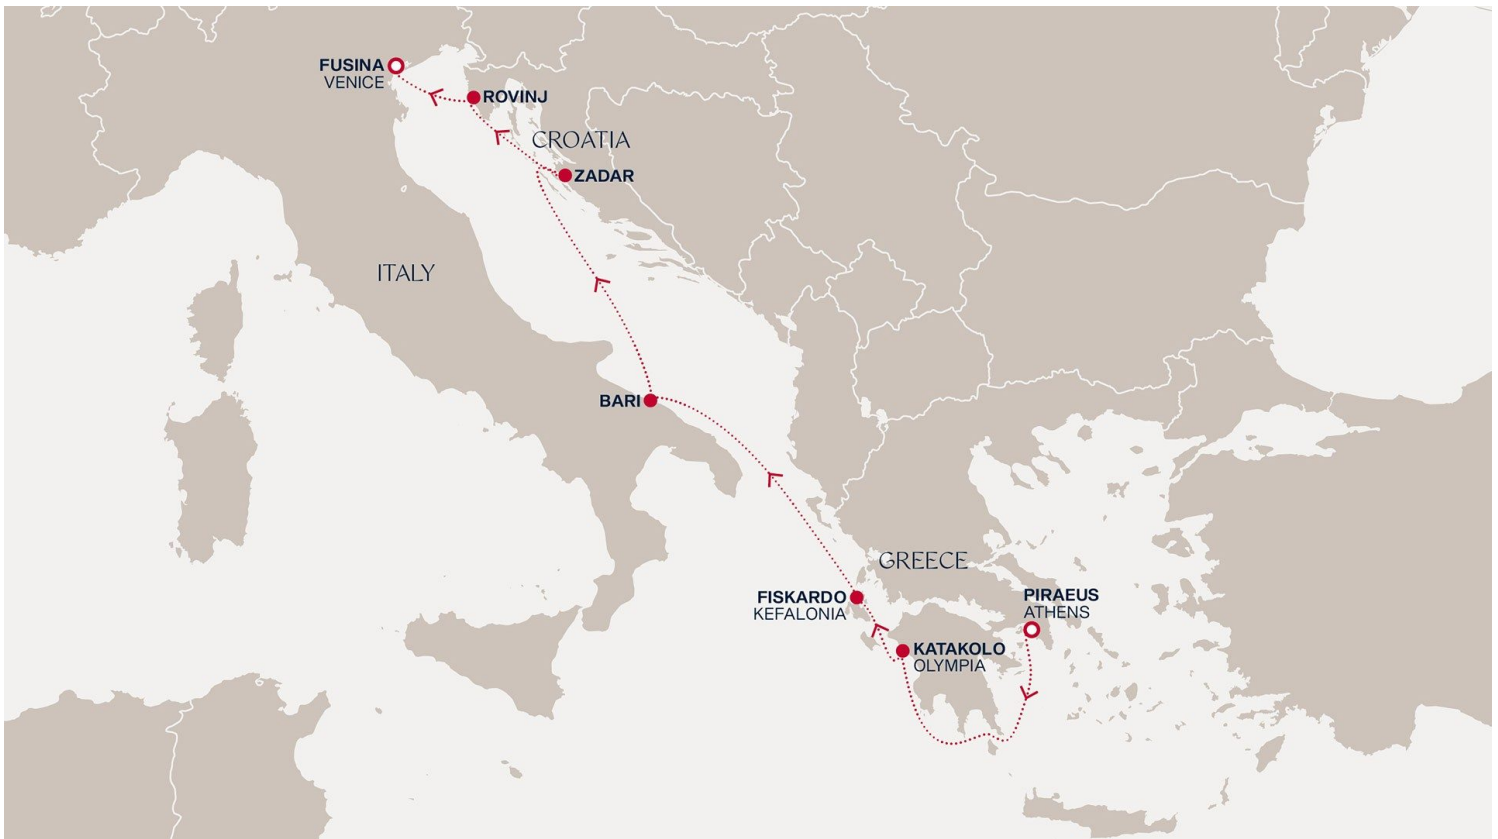 FUSINA
VENICE
ROVINJ
CROATIA
ZADAR
ITALY
BARI
GREECE
FISKARDO
KEFALONIA
PIRAEUS
ATHENS
KATAKOLO
OLYMPIA